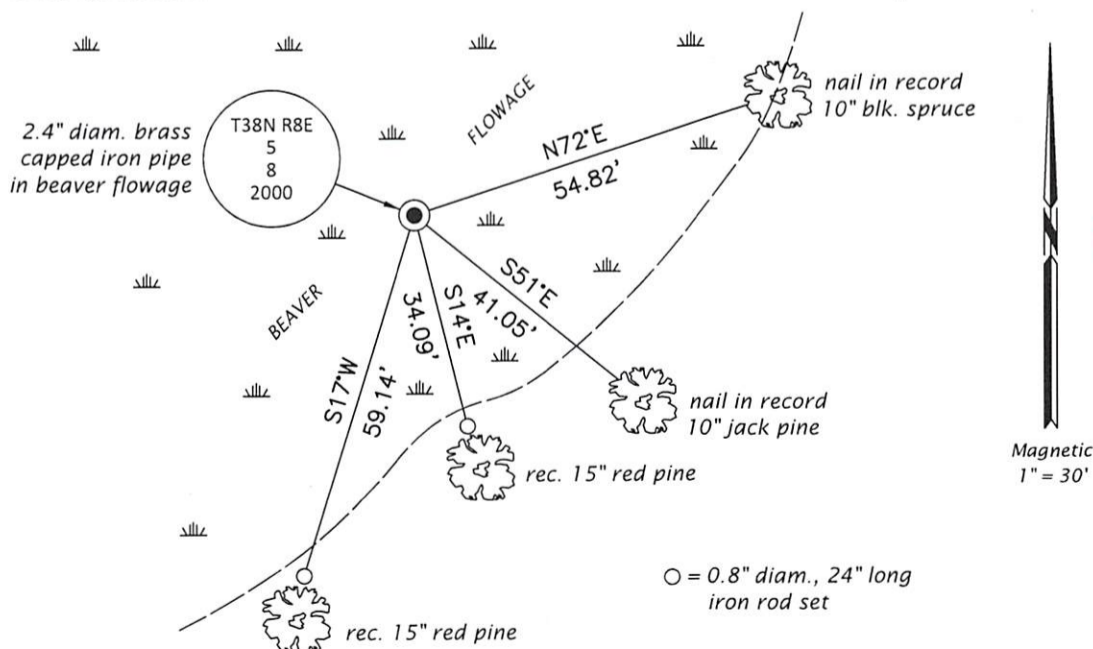 FLOWAGE
nail in record
10" blk. spruce
2.4" diam. brass
capped iron pipe
in beaver flowage
T38N R8E
5
8
2000
N72°E
54.82'
BEAVER
S51°E
41.05'
S14°E
34.09'
S17°W
59.14'
nail in record
10" jack pine
rec. 15" red pine
N
Magnetic
1" = 30'
= 0.8" diam., 24" long
iron rod set
rec. 15" red pine